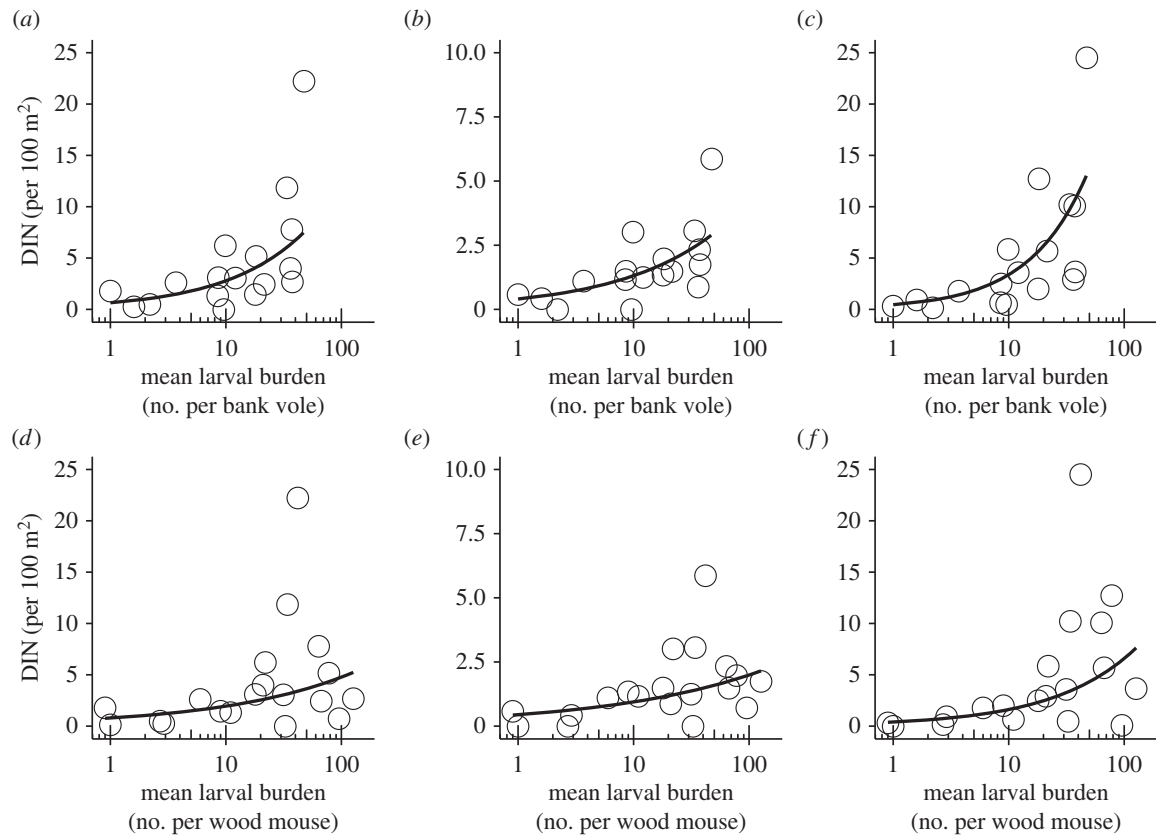 (a)
25
20
15
10
5
0
DIN (per 100 m²)
1 10 100
mean larval burden
(no. per bank vole)
(b)
10.0
7.5
5.0
2.5
0
1 10 100
mean larval burden
(no. per bank vole)
(c)
25
20
15
10
5
0
1 10 100
mean larval burden
(no. per bank vole)
(d)
25
20
15
10
5
0
DIN (per 100 m²)
1 10 100
mean larval burden
(no. per wood mouse)
(e)
10.0
7.5
5.0
2.5
0
1 10 100
mean larval burden
(no. per wood mouse)
(f)
25
20
15
10
5
0
1 10 100
mean larval burden
(no. per wood mouse)